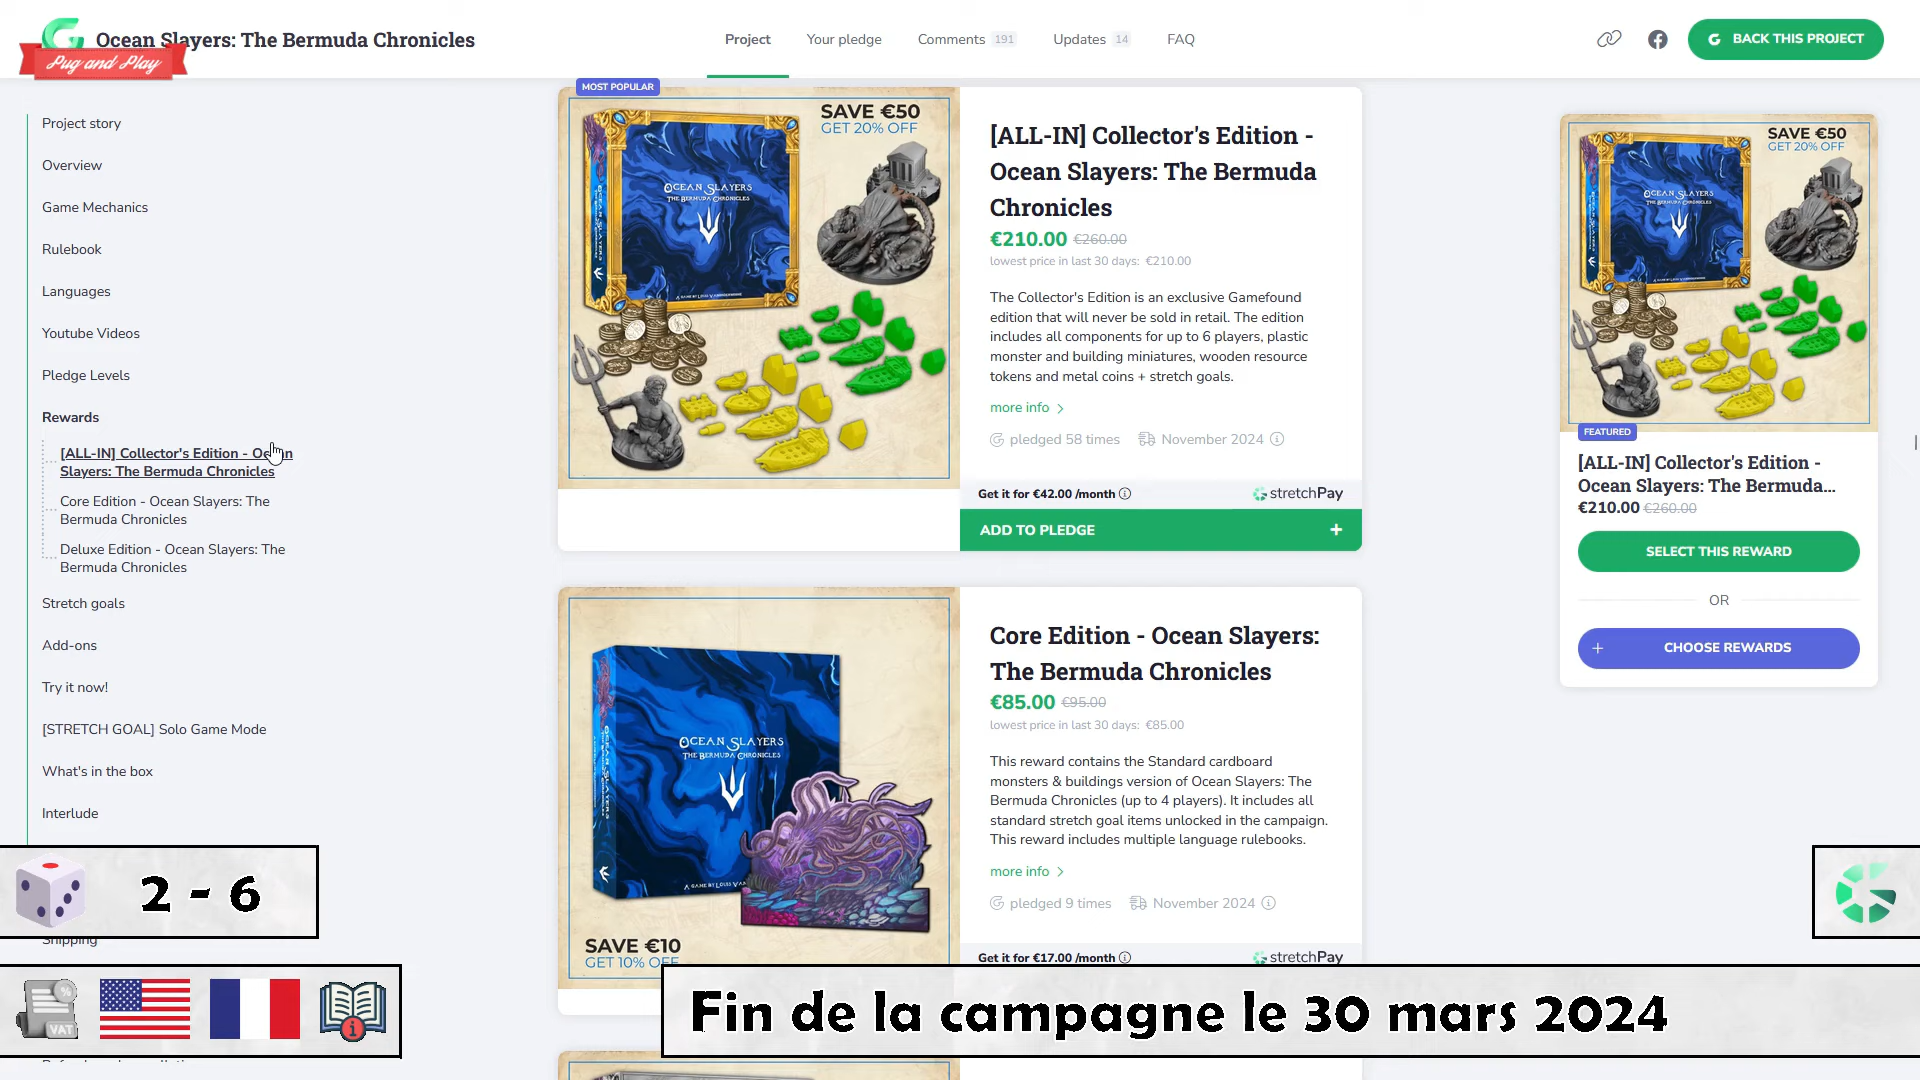 Ocean Slayers: The Bermuda Chronicles
Pug and Play
Project
Your pledge
Comments 191
Updates 14
FAQ
BACK THIS PROJECT
Project story
Overview
Game Mechanics
Rulebook
Languages
Youtube Videos
Pledge Levels
Rewards
[ALL-IN] Collector's Edition - Ocean
Slayers: The Bermuda Chronicles
Core Edition - Ocean Slayers: The
Bermuda Chronicles
Deluxe Edition - Ocean Slayers: The
Bermuda Chronicles
Stretch goals
Add-ons
Try it now!
[STRETCH GOAL] Solo Game Mode
What's in the box
Interlude
2 - 6
Shipping
VAT
MOST POPULAR
SAVE €50
GET 20% OFF
OCEAN SLAYERS
THE BERMUDA CHRONICLES
[ALL-IN] Collector's Edition -
Ocean Slayers: The Bermuda
Chronicles
€210.00 €260.00
lowest price in last 30 days: €210.00
The Collector's Edition is an exclusive Gamefound
edition that will never be sold in retail. The edition
includes all components for up to 6 players, plastic
monster and building miniatures, wooden resource
tokens and metal coins + stretch goals.
more info
pledged 58 times
November 2024
Get it for €42.00 /month
stretchPay
ADD TO PLEDGE +
OCEAN SLAYERS
THE BERMUDA CHRONICLES
SAVE €10
GET 10% OFF
Core Edition - Ocean Slayers:
The Bermuda Chronicles
€85.00 €95.00
lowest price in last 30 days: €85.00
This reward contains the Standard cardboard
monsters & buildings version of Ocean Slayers: The
Bermuda Chronicles (up to 4 players). It includes all
standard stretch goal items unlocked in the campaign.
This reward includes multiple language rulebooks.
more info
pledged 9 times
November 2024
Get it for €17.00 /month
stretchPay
SAVE €50
GET 20% OFF
OCEAN SLAYERS
THE BERMUDA CHRONICLES
FEATURED
[ALL-IN] Collector's Edition -
Ocean Slayers: The Bermuda...
€210.00 €260.00
SELECT THIS REWARD
OR
+ CHOOSE REWARDS
Fin de la campagne le 30 mars 2024